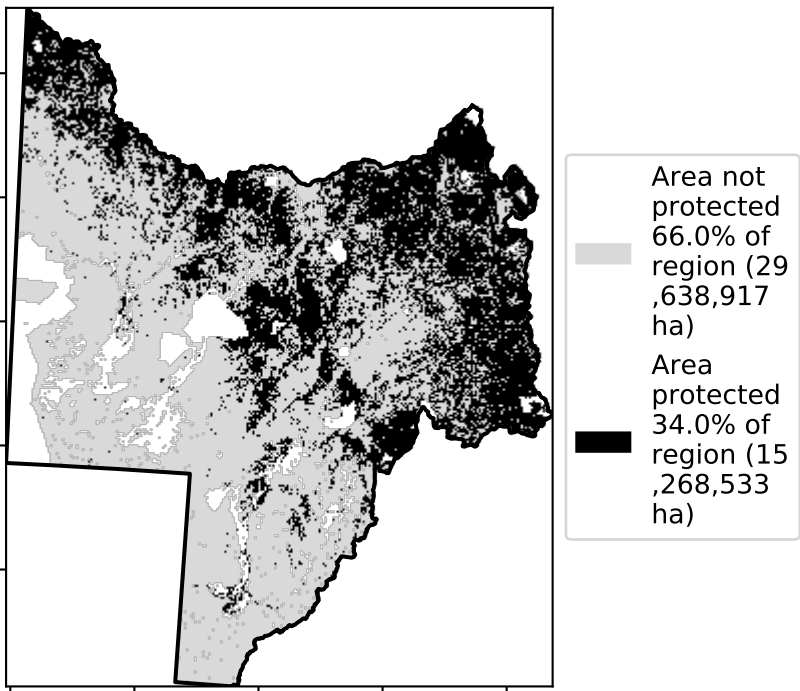 Area not
protected
66.0% of
region (29
,638,917
ha)
Area
protected
34.0% of
region (15
,268,533
ha)